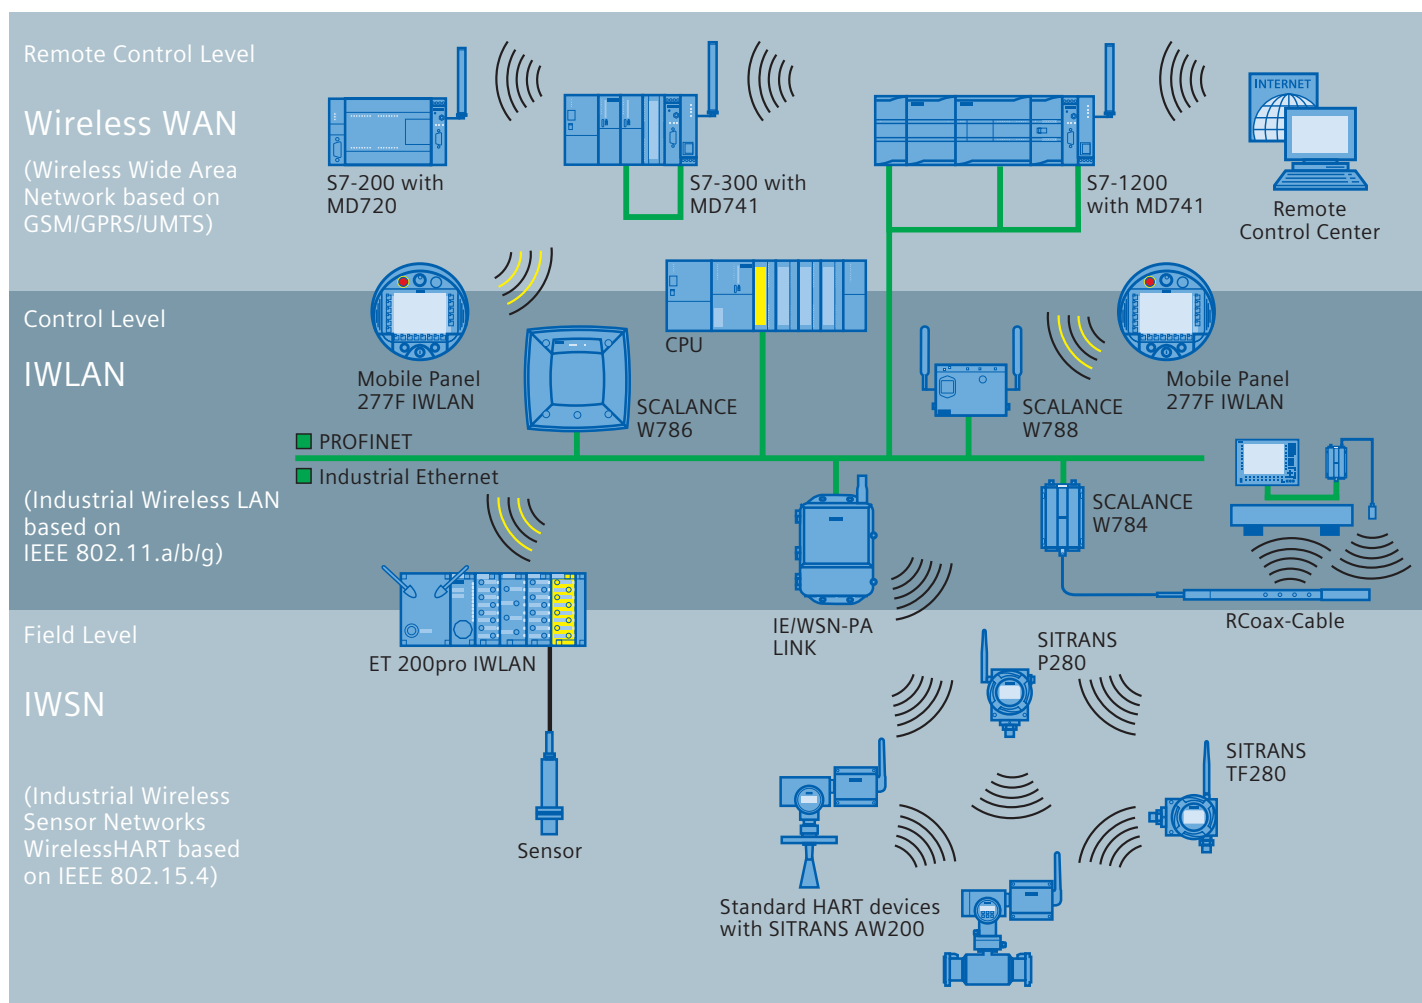 Remote Control Level
Wireless WAN
(Wireless Wide Area
Network based on
GSM/GPRS/UMTS)
S7-200 with
MD720
S7-300 with
MD741
S7-1200
with MD741
INTERNET
Remote
Control Center
Control Level
IWLAN
(Industrial Wireless LAN
based on
IEEE 802.11.a/b/g)
Mobile Panel
277F IWLAN
SCALANCE
W786
CPU
SCALANCE
W788
Mobile Panel
277F IWLAN
PROFINET
Industrial Ethernet
SCALANCE
W784
RCoax-Cable
IE/WSN-PA
LINK
ET 200pro IWLAN
Field Level
IWSN
(Industrial Wireless
Sensor Networks
WirelessHART based
on IEEE 802.15.4)
Sensor
SITRANS
P280
SITRANS
TF280
Standard HART devices
with SITRANS AW200